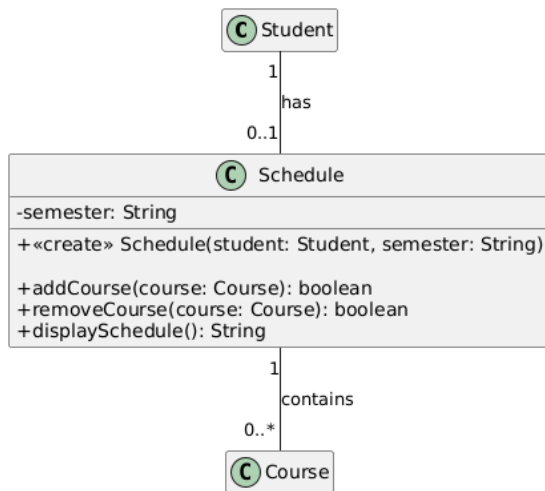 C Student
1
has
0..1
C Schedule
-semester: String
+«create» Schedule(student: Student, semester: String)
+addCourse(course: Course): boolean
+removeCourse(course: Course): boolean
+displaySchedule(): String
1
contains
0..*
C Course